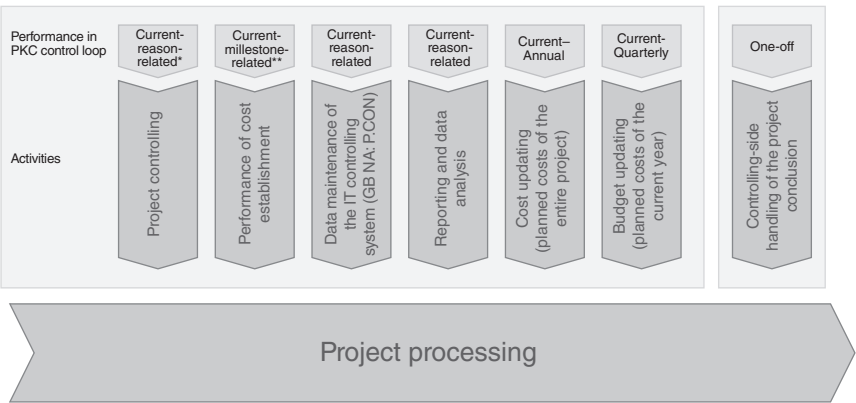 Performance in
PKC control loop
Current-
reason-
related*
Current-
millestone-
related**
Current-
reason-
related
Current-
reason-
related
Current–
Annual
Current-
Quarterly
One-off
Activities
Project controlling
Performance of cost
establishment
Data maintenance of
the IT controlling
system (GB NA: P.CON)
Reporting and data
analysis
Cost updating
(planned costs of the
entire project)
Budget updating
(planned costs of the
current year)
Controlling-side
handling of the project
conclusion
Project processing